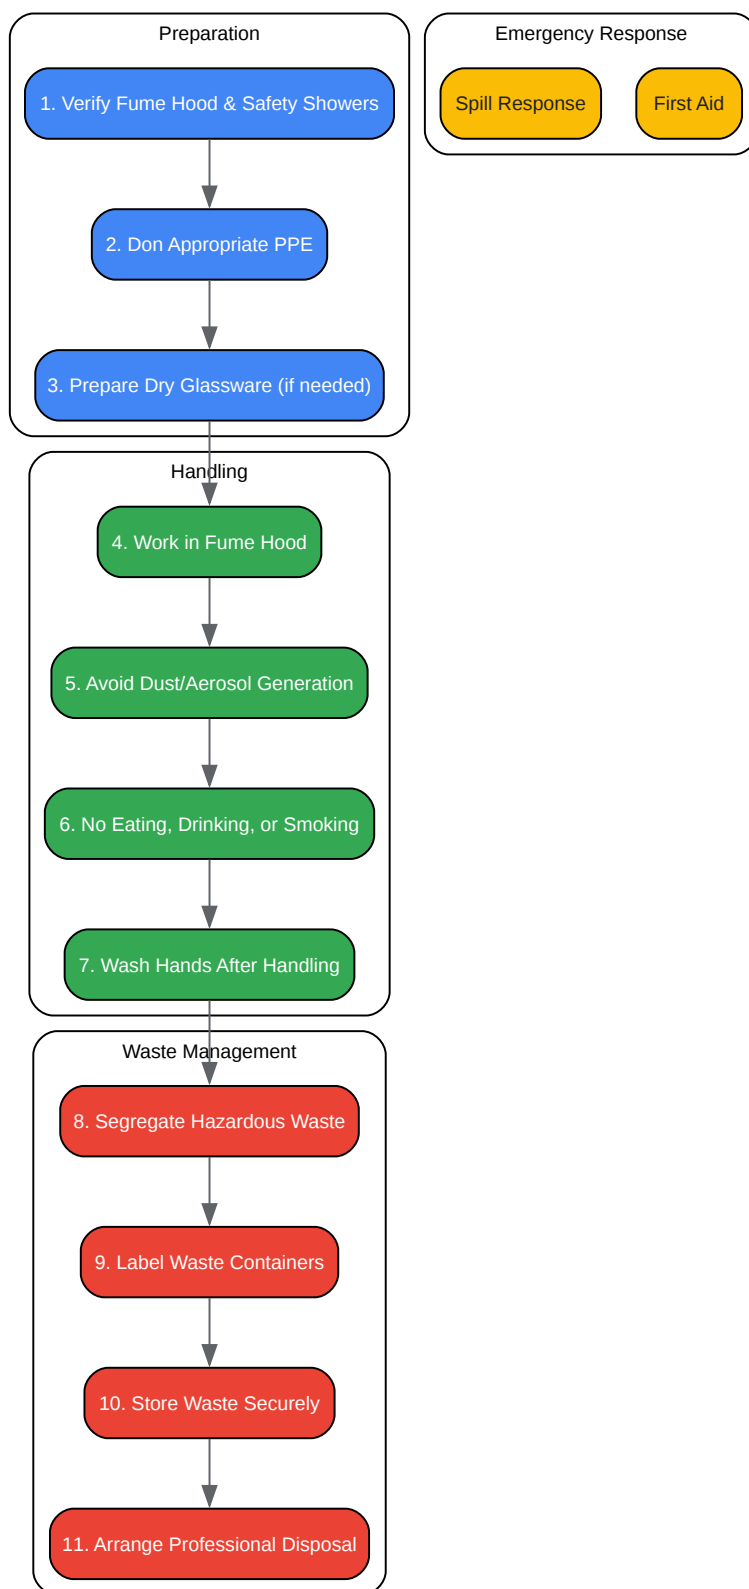 Preparation
1. Verify Fume Hood & Safety Showers
2. Don Appropriate PPE
3. Prepare Dry Glassware (if needed)
Handling
4. Work in Fume Hood
5. Avoid Dust/Aerosol Generation
6. No Eating, Drinking, or Smoking
7. Wash Hands After Handling
Waste Management
8. Segregate Hazardous Waste
9. Label Waste Containers
10. Store Waste Securely
11. Arrange Professional Disposal
Emergency Response
Spill Response
First Aid